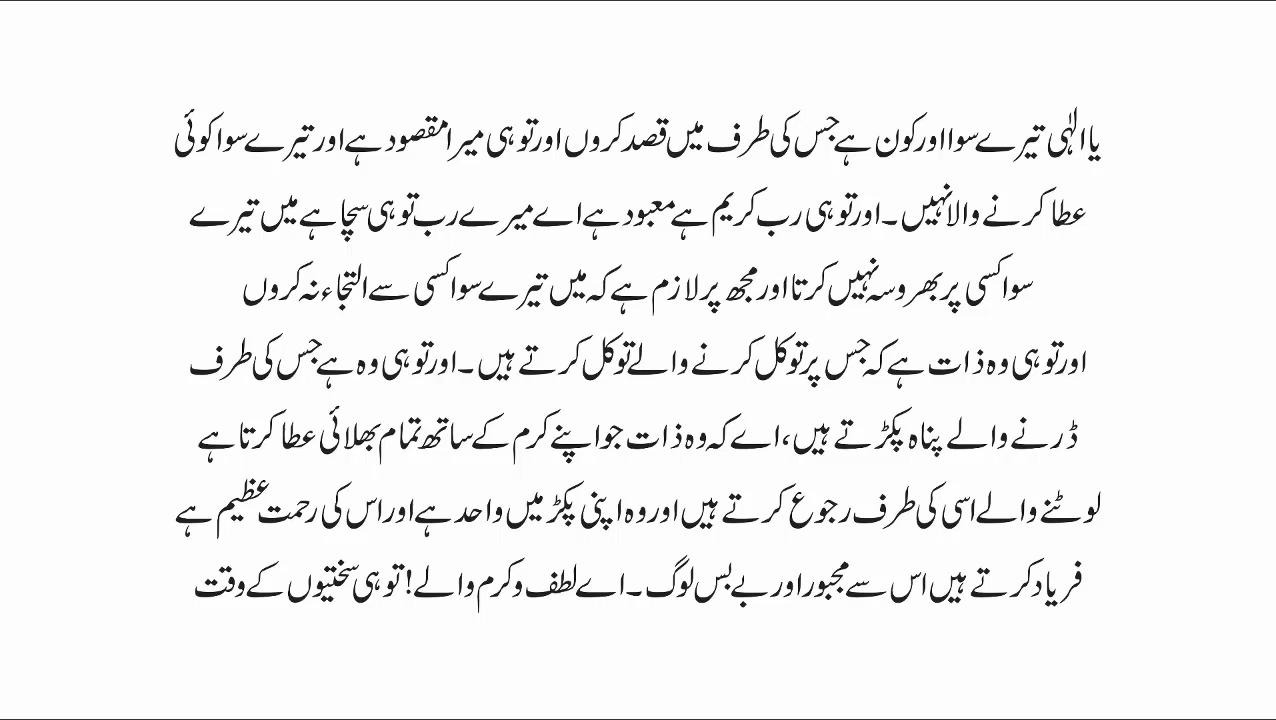 یا الٰہی تیرے سوا اور کون ہے جس کی طرف میں قصد کروں اور تو ہی میرا مقصود ہے اور تیرے سوا کوئی
عطا کرنے والا نہیں۔ اور تو ہی رب کریم ہے معبود ہے اے میرے رب تو ہی سچا ہے میں تیرے
سوا کسی پر بھروسہ نہیں کرتا اور مجھ پر لازم ہے کہ میں تیرے سوا کسی سے التجاء نہ کروں
اور تو ہی وہ ذات ہے کہ جس پر توکل کرنے والے توکل کرتے ہیں۔ اور تو ہی وہ ہے جس کی طرف
ڈرنے والے پناہ پکڑتے ہیں، اے کہ وہ ذات جو اپنے کرم کے ساتھ تمام بھلائی عطا کرتا ہے
لوٹنے والے اسی کی طرف رجوع کرتے ہیں اور وہ اپنی پکڑ میں واحد ہے اور اس کی رحمت عظیم ہے
فریاد کرتے ہیں اس سے مجبور اور بے بس لوگ۔ اے لطف و کرم والے! تو ہی سختیوں کے وقت